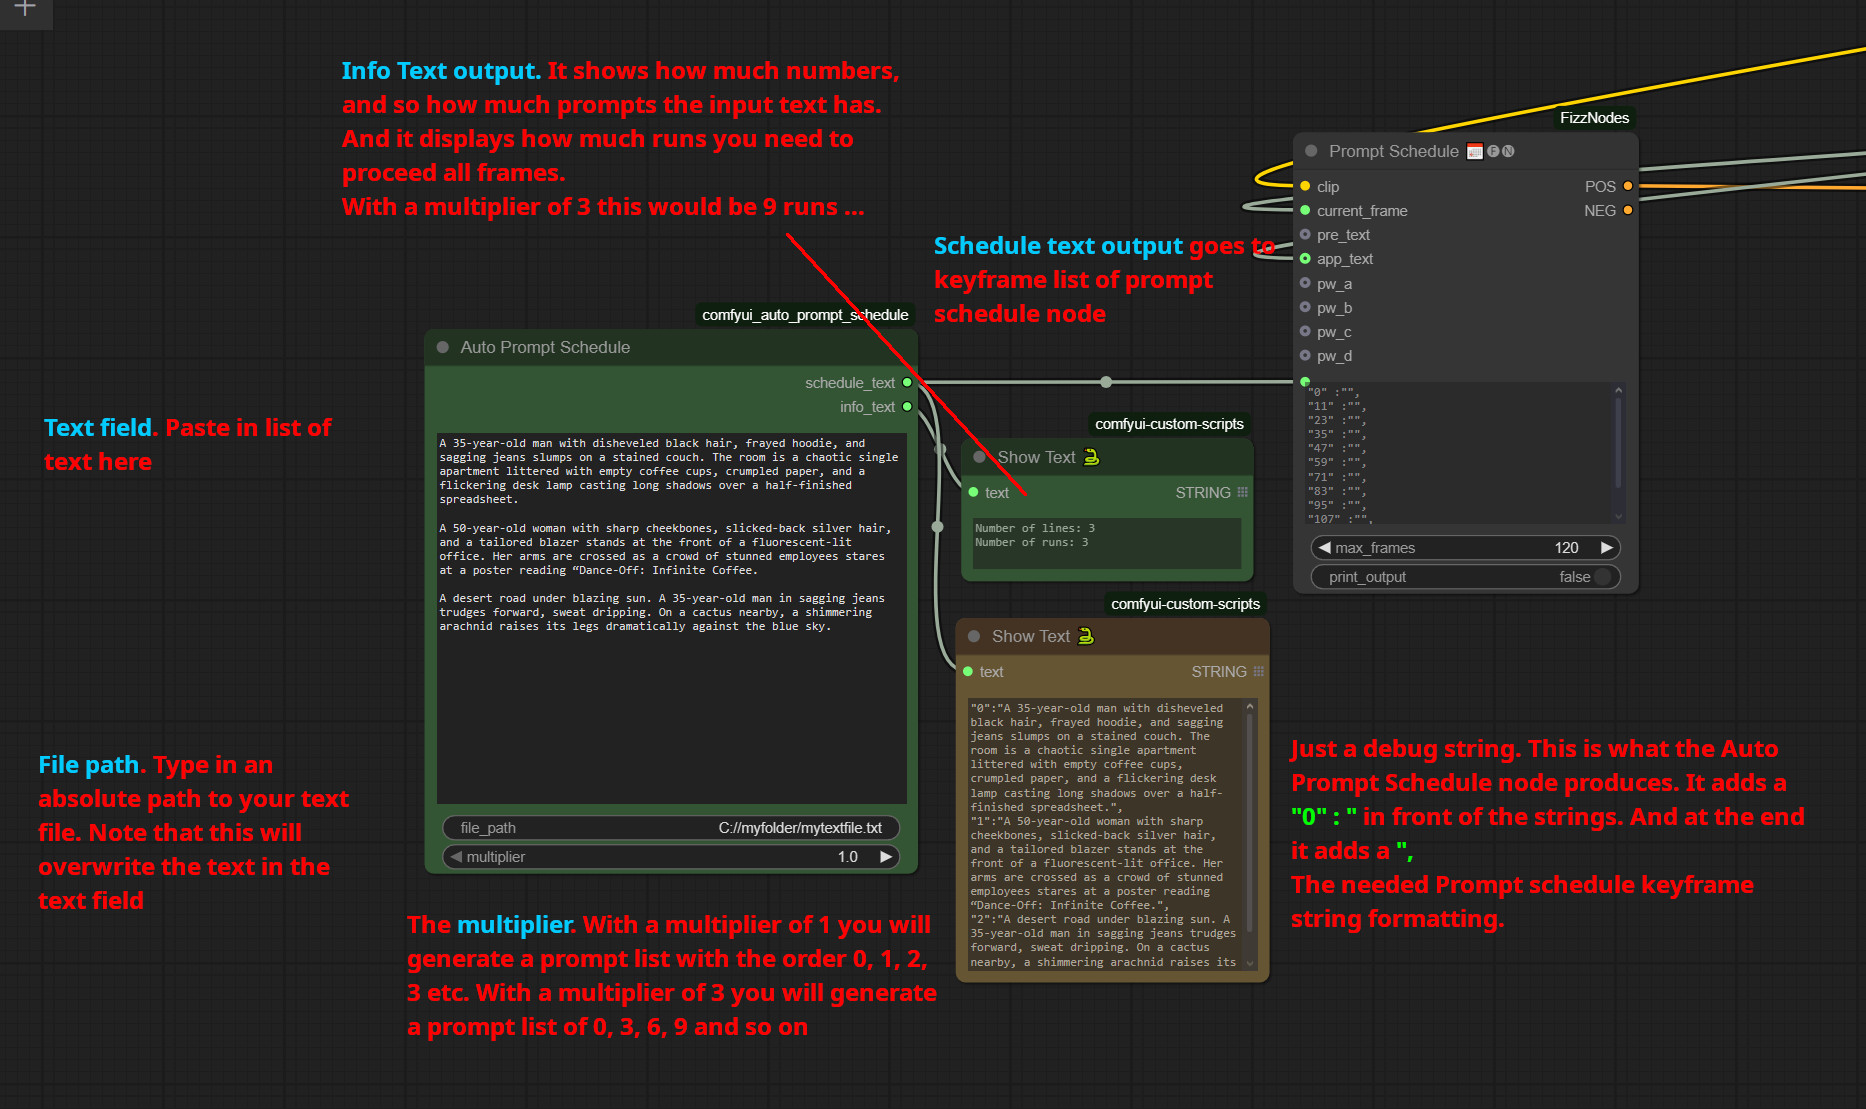 Info Text output. It shows how much numbers,
and so how much prompts the input text has.
And it displays how much runs you need to
proceed all frames.
With a multiplier of 3 this would be 9 runs ...
FizzNodes
Prompt Schedule
F N
clip
POS
current_frame
NEG
pre_text
app_text
pw_a
pw_b
pw_c
pw_d
"0" :"",
"11" :"",
"23" :"",
"35" :"",
"47" :"",
"59" :"",
"71" :"",
"83" :"",
"95" :"",
"107" :"",
max_frames 120
print_output false
Schedule text output goes to
keyframe list of prompt
schedule node
comfyui_auto_prompt_schedule
Auto Prompt Schedule
schedule_text
info_text
A 35-year-old man with disheveled black hair, frayed hoodie, and
sagging jeans slumps on a stained couch. The room is a chaotic single
apartment littered with empty coffee cups, crumpled paper, and a
flickering desk lamp casting long shadows over a half-finished
spreadsheet.
A 50-year-old woman with sharp cheekbones, slicked-back silver hair,
and a tailored blazer stands at the front of a fluorescent-lit
office. Her arms are crossed as a crowd of stunned employees stares
at a poster reading “Dance-Off: Infinite Coffee.
A desert road under blazing sun. A 35-year-old man in sagging jeans
trudges forward, sweat dripping. On a cactus nearby, a shimmering
arachnid raises its legs dramatically against the blue sky.
file_path C://myfolder/mytextfile.txt
multiplier 1.0
Text field. Paste in list of
text here
File path. Type in an
absolute path to your text
file. Note that this will
overwrite the text in the
text field
The multiplier. With a multiplier of 1 you will
generate a prompt list with the order 0, 1, 2,
3 etc. With a multiplier of 3 you will generate
a prompt list of 0, 3, 6, 9 and so on
comfyui-custom-scripts
Show Text
text STRING
Number of lines: 3
Number of runs: 3
comfyui-custom-scripts
Show Text
text STRING
"0":"A 35-year-old man with disheveled
black hair, frayed hoodie, and sagging
jeans slumps on a stained couch. The
room is a chaotic single apartment
littered with empty coffee cups,
crumpled paper, and a flickering desk
lamp casting long shadows over a half-
finished spreadsheet.",
"1":"A 50-year-old woman with sharp
cheekbones, slicked-back silver hair,
and a tailored blazer stands at the
front of a fluorescent-lit office. Her
arms are crossed as a crowd of stunned
employees stares at a poster reading
“Dance-Off: Infinite Coffee.",
"2":"A desert road under blazing sun. A
35-year-old man in sagging jeans trudges
forward, sweat dripping. On a cactus
nearby, a shimmering arachnid raises its
Just a debug string. This is what the Auto
Prompt Schedule node produces. It adds a
"0" : " in front of the strings. And at the end
it adds a ",
The needed Prompt schedule keyframe
string formatting.